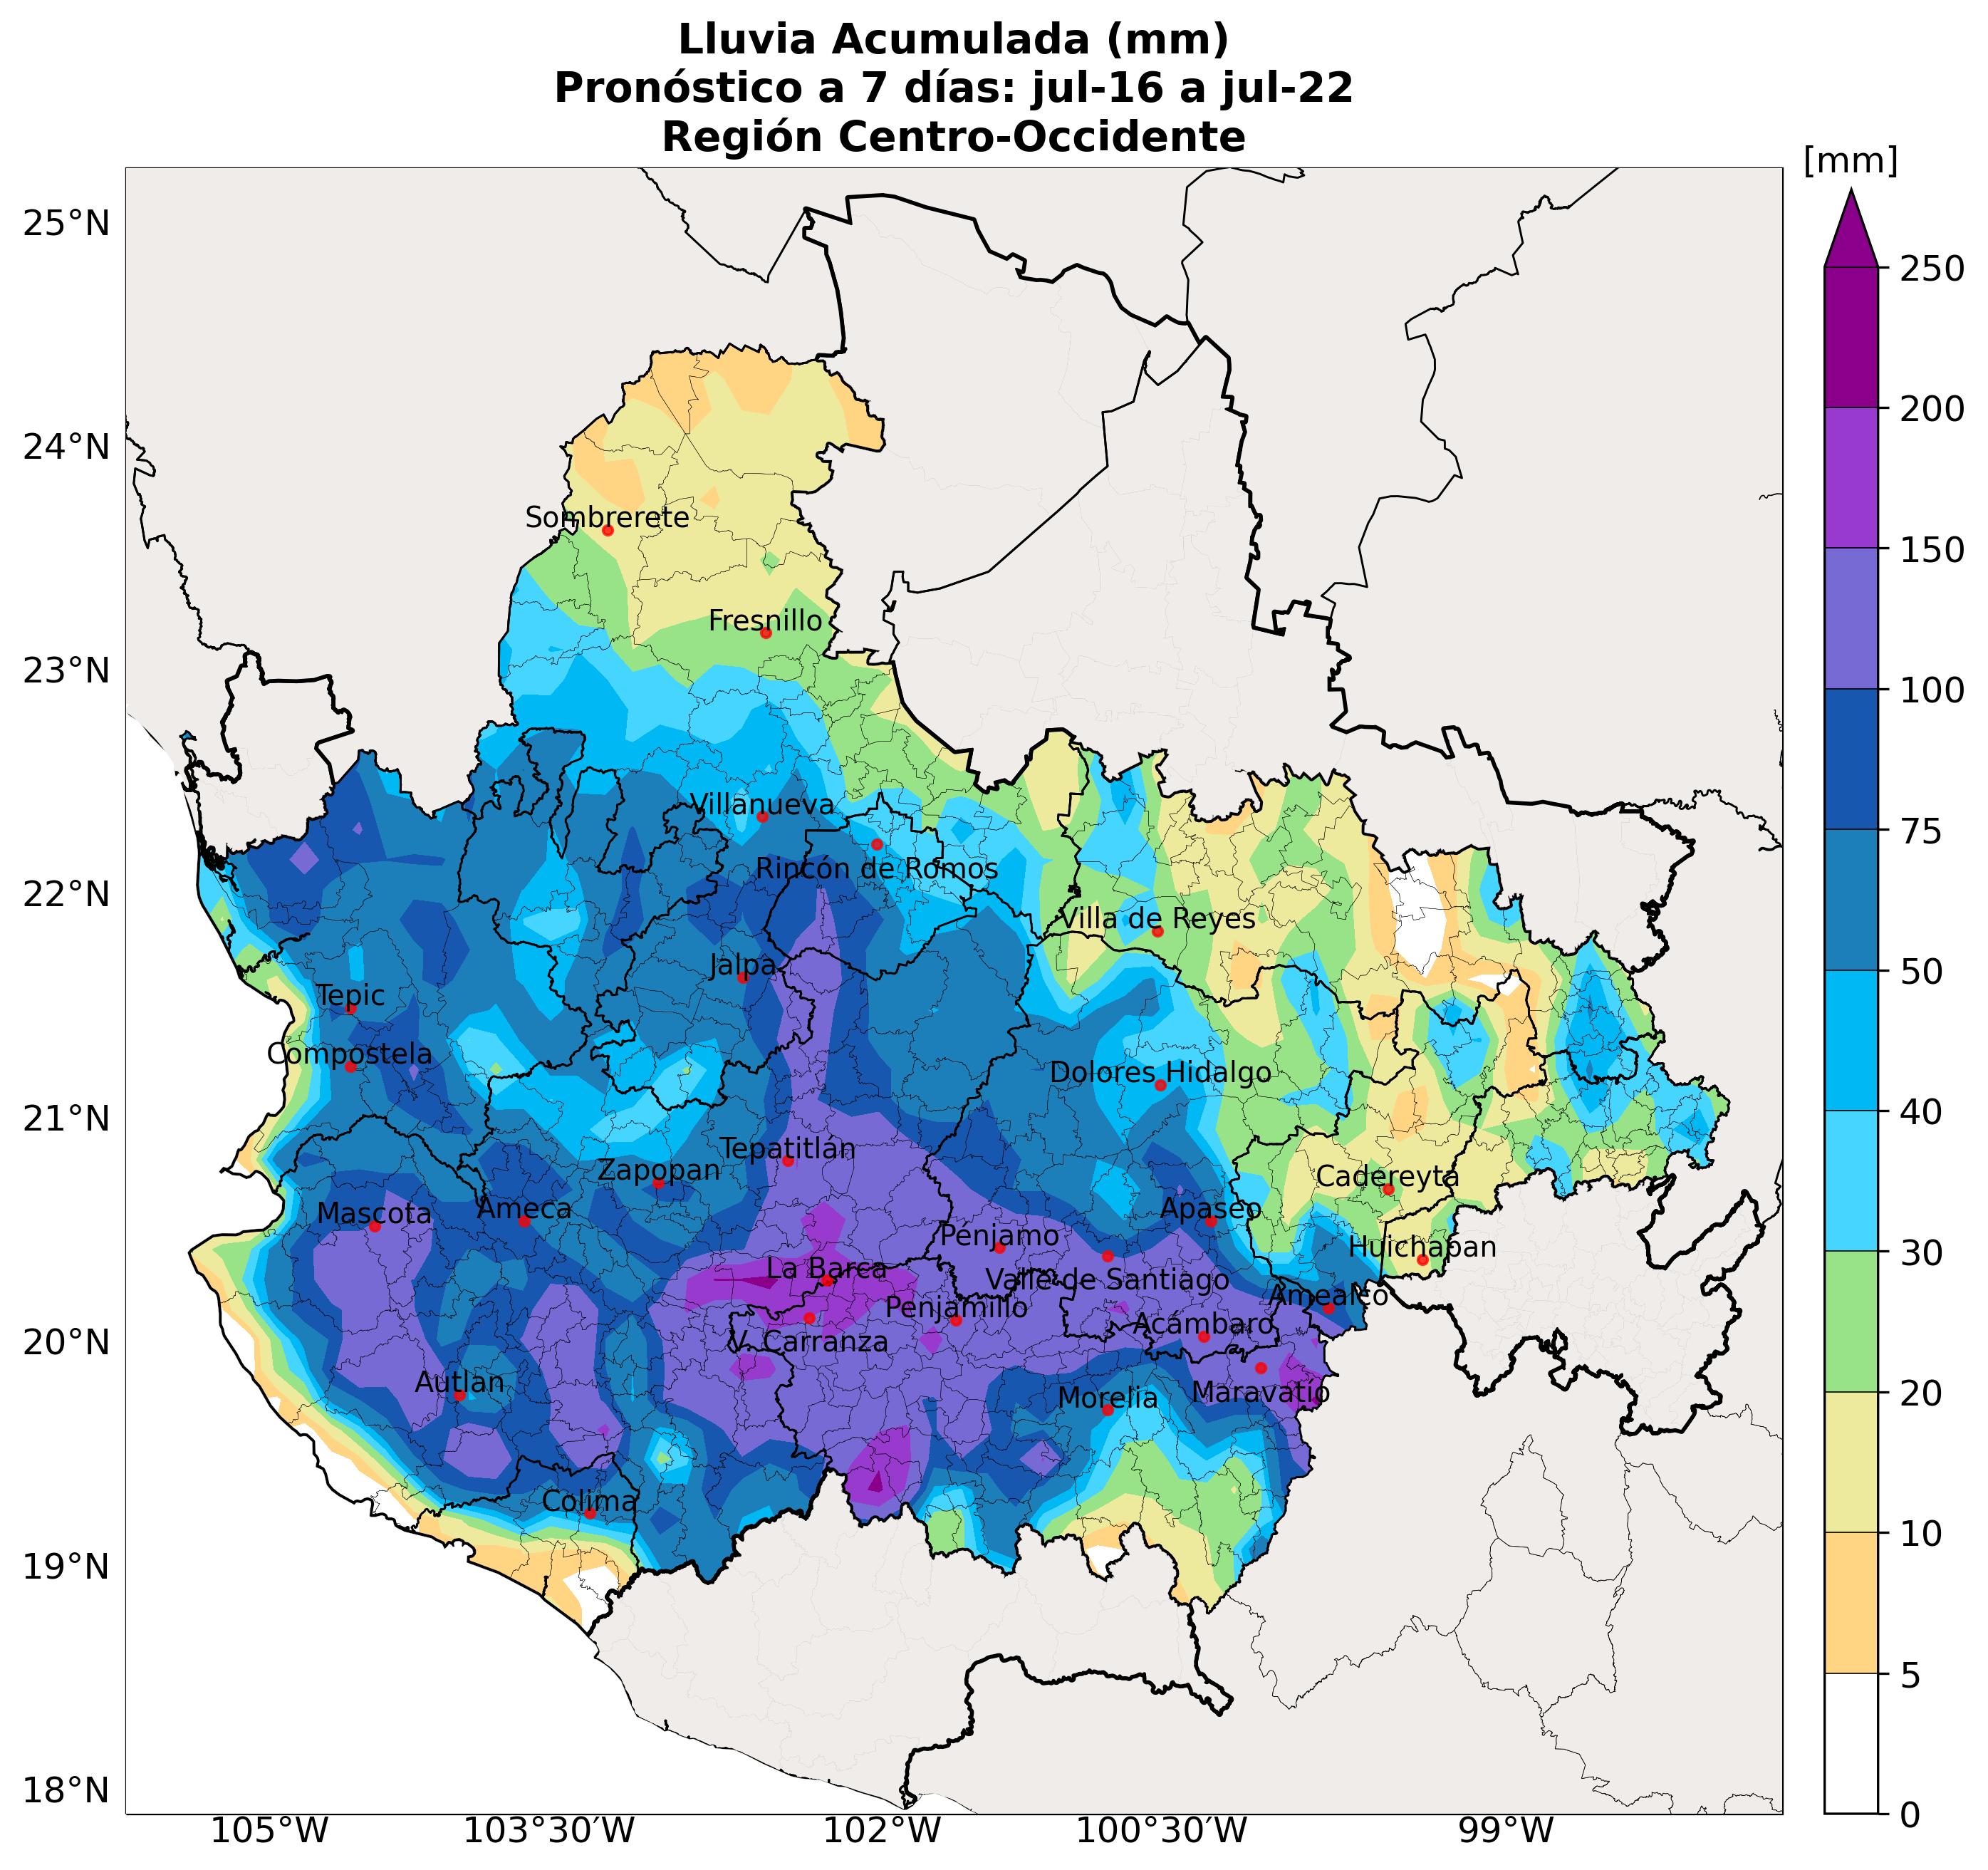 Lluvia Acumulada (mm)
Pronóstico a 7 días: jul-16 a jul-22
Región Centro-Occidente
[mm]
25°N
24°N
23°N
22°N
21°N
20°N
19°N
18°N
105°W
103°30'W
102°W
100°30'W
99°W
250
200
150
100
75
50
40
30
20
10
5
0
Sombrerete
Fresnillo
Villanueva
Rincón de Romos
Villa de Reyes
Jalpa
Tepic
Compostela
Dolores Hidalgo
Tepatitlán
Zapopan
Cadereyta
Mascota
Ameca
Apaseo
Pénjamo
Huichapan
La Barca
Valle de Santiago
Amealco
Penjamillo
Acámbaro
V. Carranza
Autlán
Morelia
Maravatío
Colima